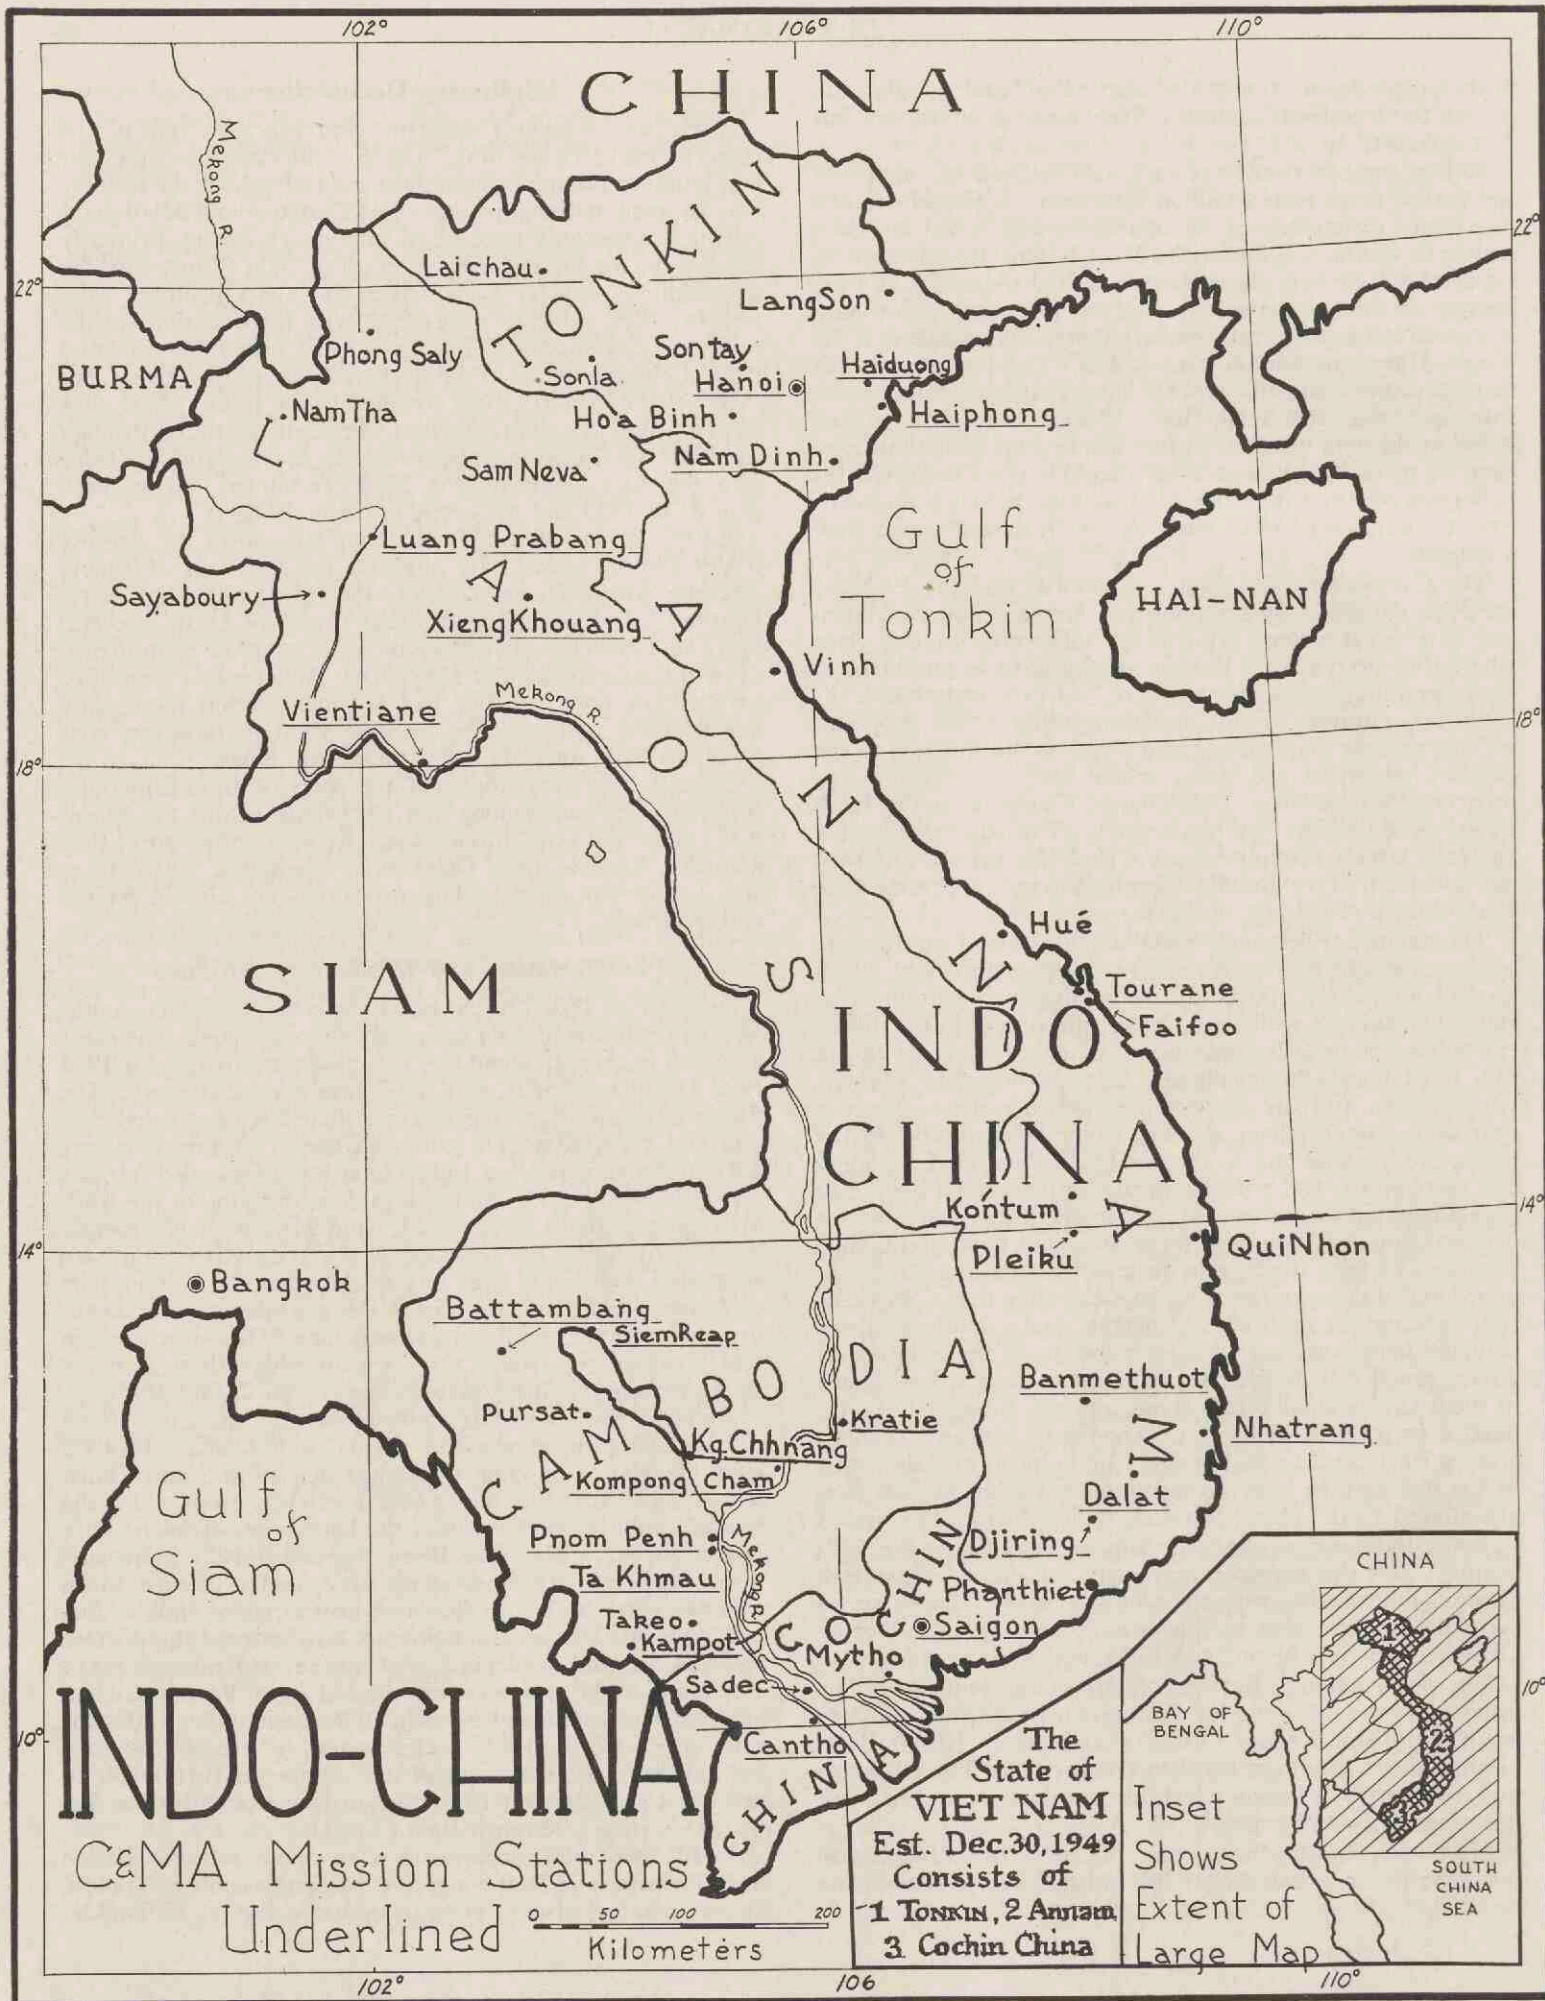 102°
106°
110°
CHINA
Mekong R.
TONKIN
22°
Laichau
22°
LangSon
Phong Saly
Sontay
Haiduong
BURMA
Sonla
Hanoi
NamTha
Hoa Binh
Haiphong
Sam Neva
Nam Dinh
Gulf
of
Tonkin
Luang Prabang
Sayaboury
HAI-NAN
XiengKhouang
LAOS
Vinh
Mekong R.
Vientiane
18°
18°
ANNAM
Hué
SIAM
Tourane
Faifoo
INDO
CHINA
Kontum
14°
14°
Pleiku
QuiNhon
Bangkok
Battambang
SiemReap
CAMBODIA
Banmethuot
Pursat
Kratie
Nhatrang
Kg.Chhnang
Kompong Cham
Gulf
of
Siam
Dalat
Pnom Penh
Mekong R.
Djiring
Ta Khmau
Phanthiet
Takeo
Saigon
Kampot
COCHIN
Mytho
Sadec
10°
10°
Cantho
CHINA
INDO-CHINA
C&MA Mission Stations
Underlined
0 50 100 200
Kilometers
The
State of
VIET NAM
Est. Dec.30,1949
Consists of
1 TONKIN, 2 Annam,
3 Cochin China
CHINA
1
BAY OF
BENGAL
2
3
Inset
Shows
Extent of
Large Map
SOUTH
CHINA
SEA
102°
106
110°